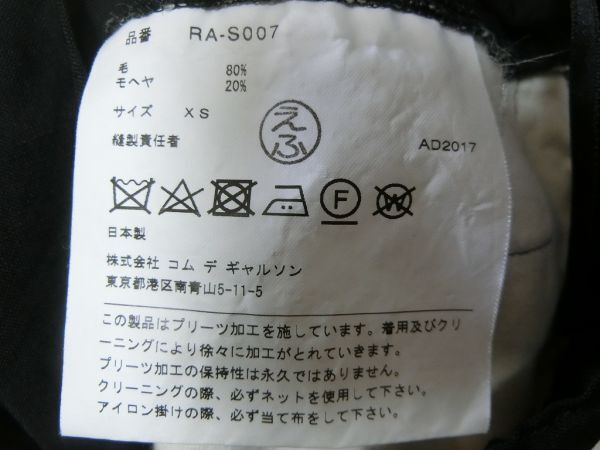 品番 RA-S007
毛 80%
モヘヤ 20%
サイズ XS
えふ
縫製責任者
AD2017
F W
日本製
株式会社 コム デ ギャルソン
東京都港区南青山5-11-5
この製品はプリーツ加工を施しています。着用及びクリ
ーニングにより徐々に加工がとれていきます。
プリーツ加工の保持性は永久ではありません。
クリーニングの際、必ずネットを使用して下さい。
アイロン掛けの際、必ず当て布をして下さい。